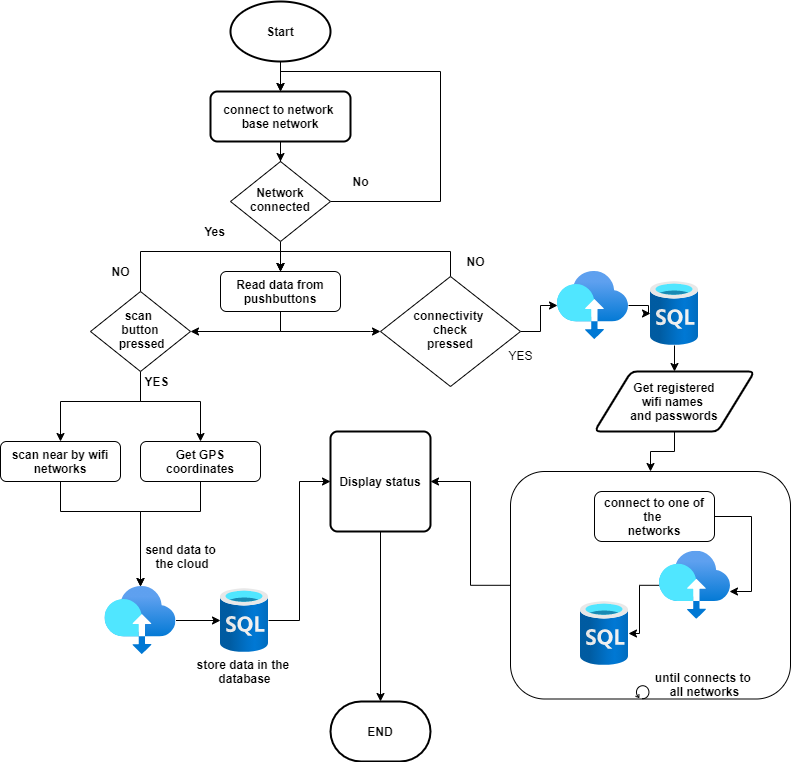 Start
connect to network
base network
Network
connected
No
Yes
NO
Read data from
pushbuttons
NO
scan
button
pressed
connectivity
check
pressed
YES
SQL
YES
Get registered
wifi names
and passwords
scan near by wifi
networks
Get GPS
coordinates
Display status
connect to one of
the
networks
send data to
the cloud
SQL
SQL
store data in the
database
until connects to
all networks
END